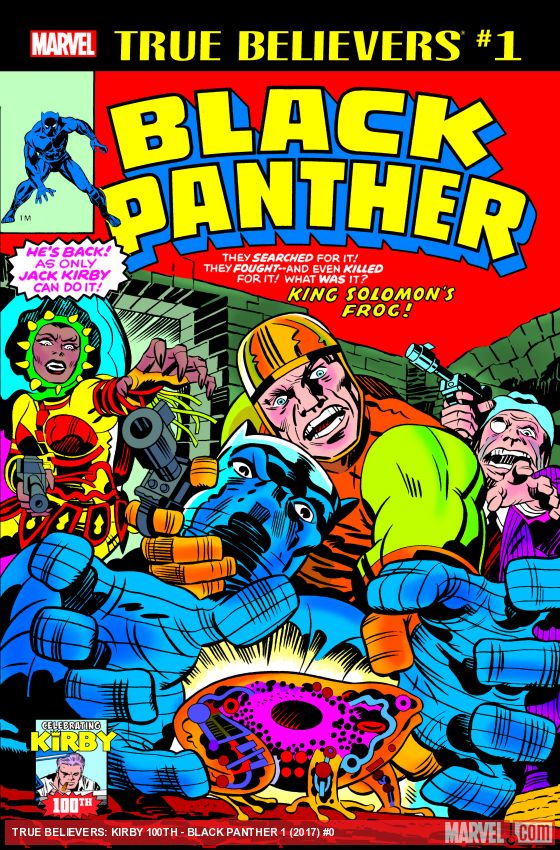 MARVEL TRUE BELIEVERS #1
BLACK
PANTHER
TM
HE'S BACK!
AS ONLY
JACK KIRBY
CAN DO IT!
THEY SEARCHED FOR IT!
THEY FOUGHT--AND EVEN KILLED
FOR IT! WHAT WAS IT?
KING SOLOMON'S
FROG!
CELEBRATING
KIRBY
100TH
TRUE BELIEVERS: KIRBY 100TH - BLACK PANTHER 1 (2017) #0
MARVEL.com